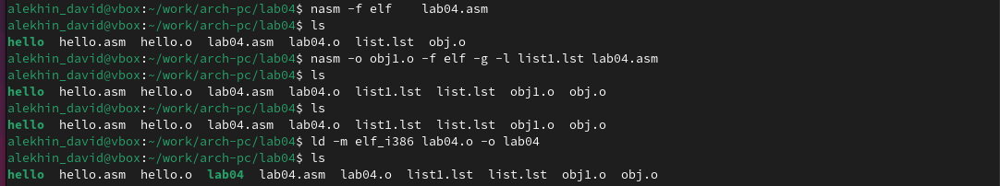 alekhin_david@vbox:~/work/arch-pc/lab04$ nasm -f elf    lab04.asm
alekhin_david@vbox:~/work/arch-pc/lab04$ ls
hello  hello.asm  hello.o  lab04.asm  lab04.o  list.lst  obj.o
alekhin_david@vbox:~/work/arch-pc/lab04$ nasm -o obj1.o -f elf -g -l list1.lst lab04.asm
alekhin_david@vbox:~/work/arch-pc/lab04$ ls
hello  hello.asm  hello.o  lab04.asm  lab04.o  list1.lst  list.lst  obj1.o  obj.o
alekhin_david@vbox:~/work/arch-pc/lab04$ ls
hello  hello.asm  hello.o  lab04.asm  lab04.o  list1.lst  list.lst  obj1.o  obj.o
alekhin_david@vbox:~/work/arch-pc/lab04$ ld -m elf_i386 lab04.o -o lab04
alekhin_david@vbox:~/work/arch-pc/lab04$ ls
hello  hello.asm  hello.o  lab04  lab04.asm  lab04.o  list1.lst  list.lst  obj1.o  obj.o